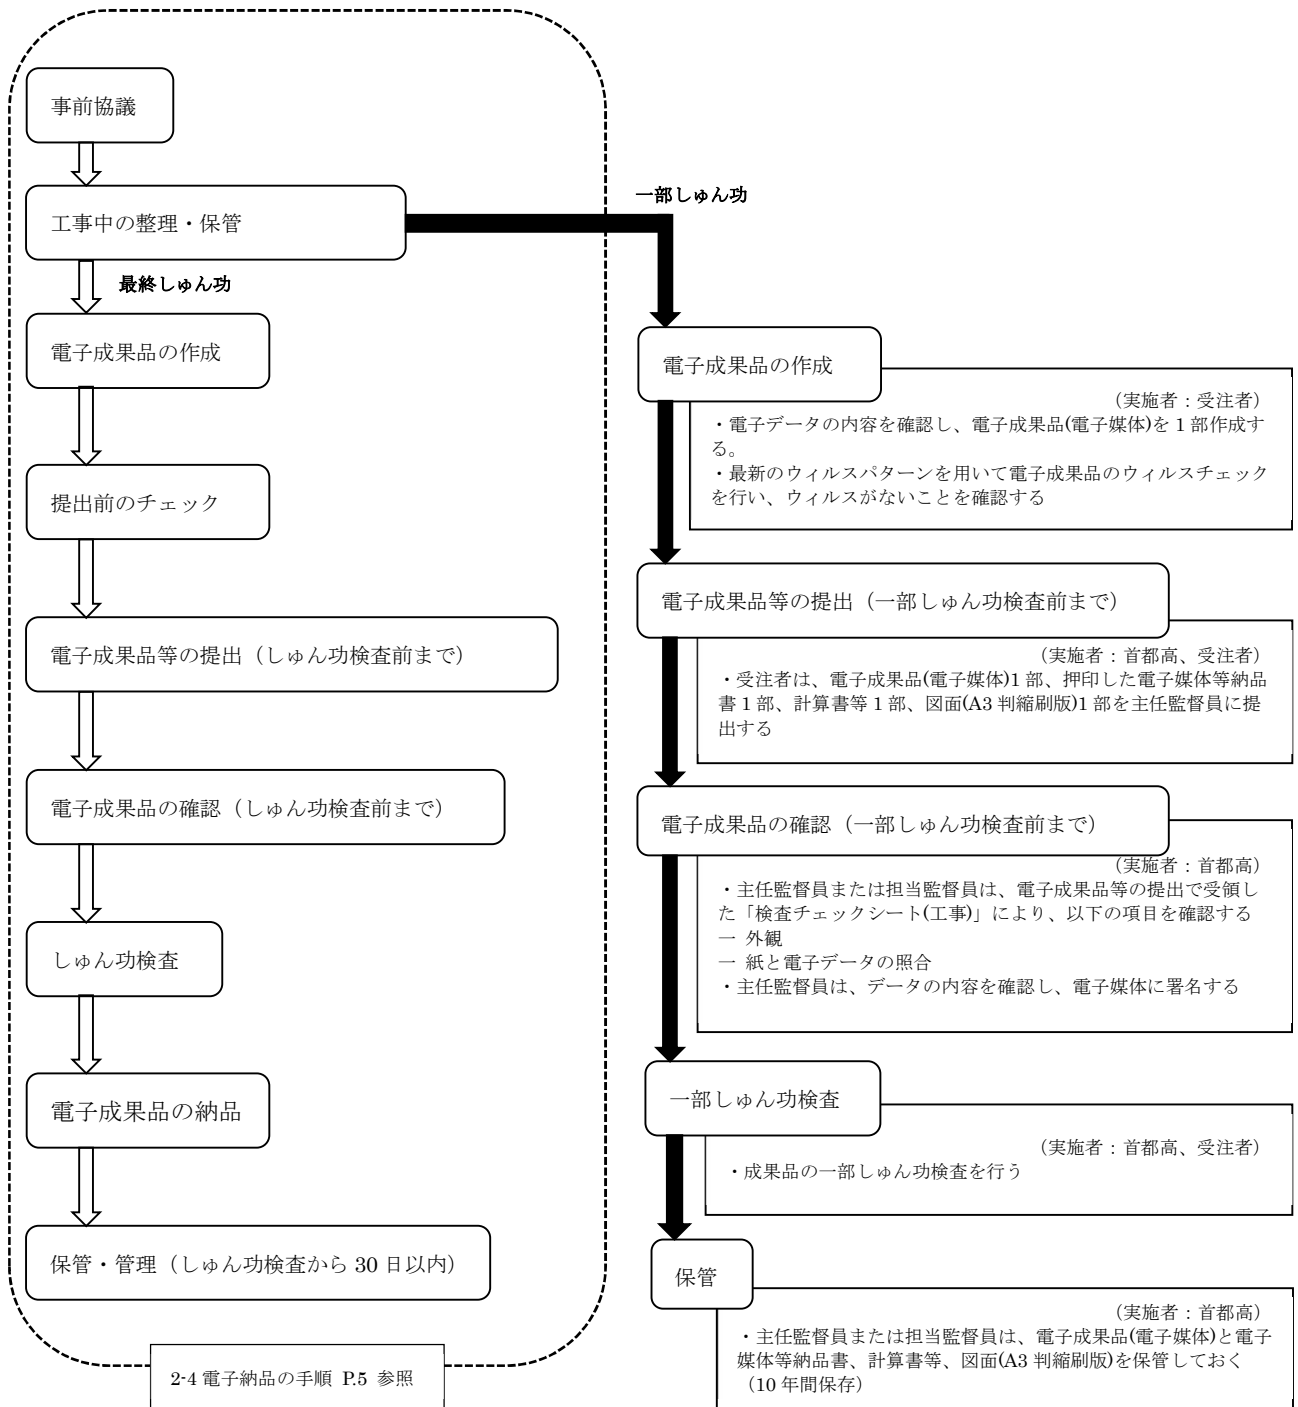 事前協議
工事中の整理・保管
最終しゅん功
電子成果品の作成
提出前のチェック
電子成果品等の提出（しゅん功検査前まで）
電子成果品の確認（しゅん功検査前まで）
しゅん功検査
電子成果品の納品
保管・管理（しゅん功検査から 30 日以内）
2-4 電子納品の手順 P.5 参照
一部しゅん功
電子成果品の作成
（実施者：受注者）
・電子データの内容を確認し、電子成果品(電子媒体)を 1 部作成す
る。
・最新のウィルスパターンを用いて電子成果品のウィルスチェック
を行い、ウィルスがないことを確認する
電子成果品等の提出（一部しゅん功検査前まで）
（実施者：首都高、受注者）
・受注者は、電子成果品(電子媒体)1 部、押印した電子媒体等納品
書 1 部、計算書等 1 部、図面(A3 判縮刷版)1 部を主任監督員に提
出する
電子成果品の確認（一部しゅん功検査前まで）
（実施者：首都高）
・主任監督員または担当監督員は、電子成果品等の提出で受領し
た「検査チェックシート(工事)」により、以下の項目を確認する
― 外観
― 紙と電子データの照合
・主任監督員は、データの内容を確認し、電子媒体に署名する
一部しゅん功検査
（実施者：首都高、受注者）
・成果品の一部しゅん功検査を行う
保管
（実施者：首都高）
・主任監督員または担当監督員は、電子成果品(電子媒体)と電子
媒体等納品書、計算書等、図面(A3 判縮刷版)を保管しておく
（10 年間保存）